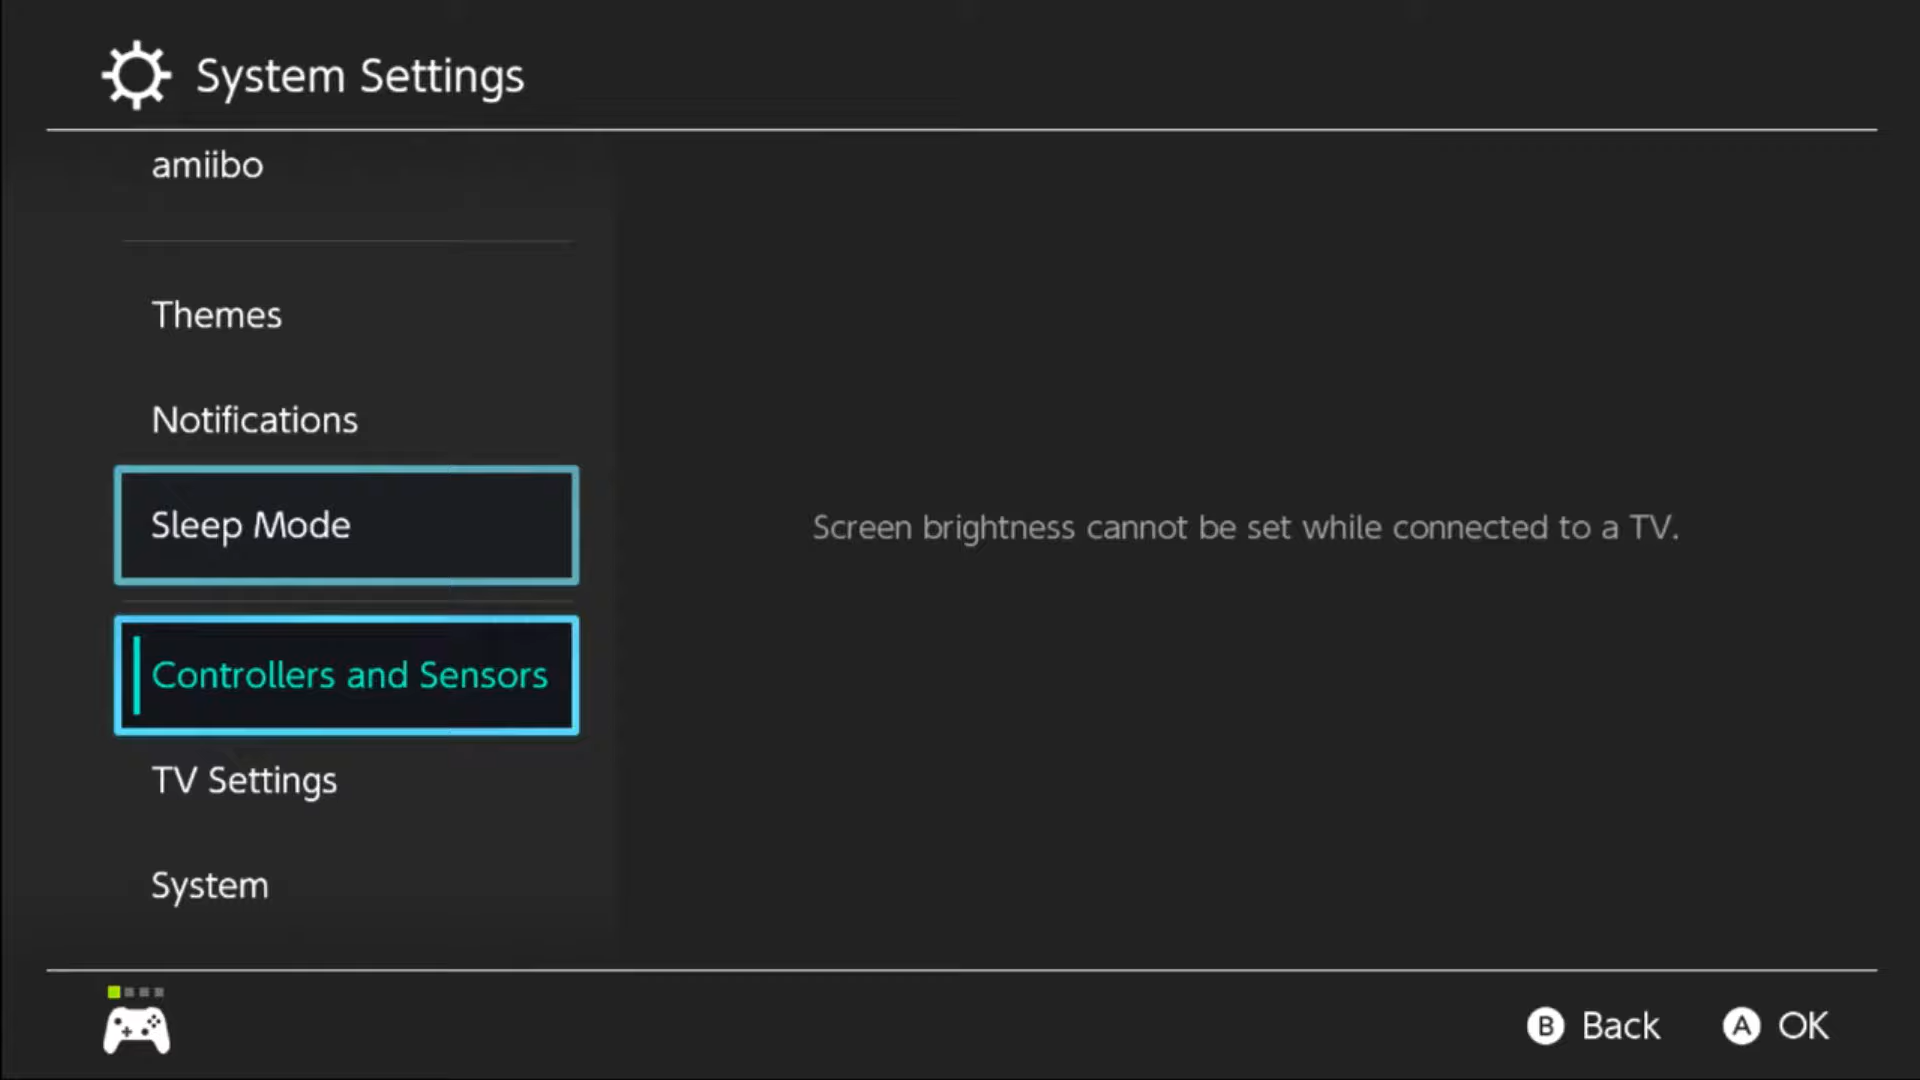 System Settings
amiibo
Themes
Notifications
Sleep Mode
Screen brightness cannot be set while connected to a TV.
Controllers and Sensors
TV Settings
System
B Back A OK